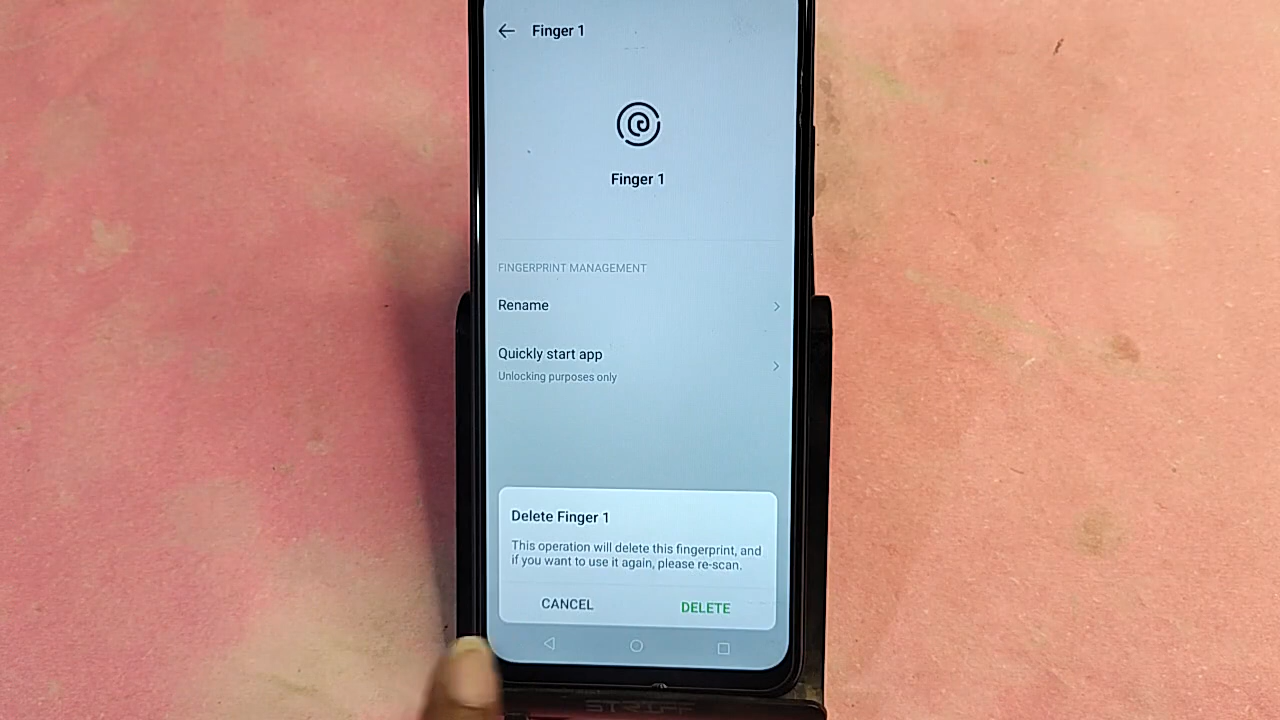 Finger 1
Finger 1
FINGERPRINT MANAGEMENT
Rename
Quickly start app
Unlocking purposes only
Delete Finger 1
This operation will delete this fingerprint, and
if you want to use it again, please re-scan.
CANCEL DELETE
STRIFF